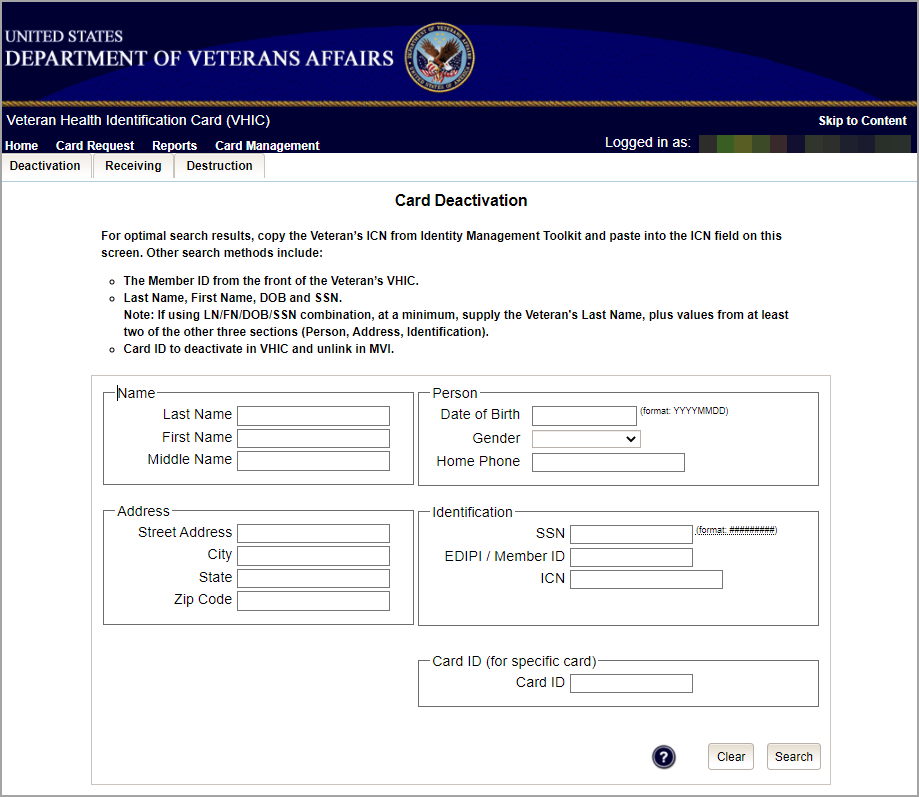 UNITED STATES
DEPARTMENT OF VETERANS AFFAIRS
Veteran Health Identification Card (VHIC)
Skip to Content
Home Card Request Reports Card Management
Logged in as:
Deactivation Receiving Destruction
Card Deactivation
For optimal search results, copy the Veteran's ICN from Identity Management Toolkit and paste into the ICN field on this
screen. Other search methods include:
The Member ID from the front of the Veteran's VHIC.
Last Name, First Name, DOB and SSN.
Note: If using LN/FN/DOB/SSN combination, at a minimum, supply the Veteran's Last Name, plus values from at least
two of the other three sections (Person, Address, Identification).
Card ID to deactivate in VHIC and unlink in MVI.
Name
Last Name
First Name
Middle Name
Person
Date of Birth (format: YYYYMMDD)
Gender
Home Phone
Address
Street Address
City
State
Zip Code
Identification
SSN (format: #########)
EDIPI / Member ID
ICN
Card ID (for specific card)
Card ID
? Clear Search